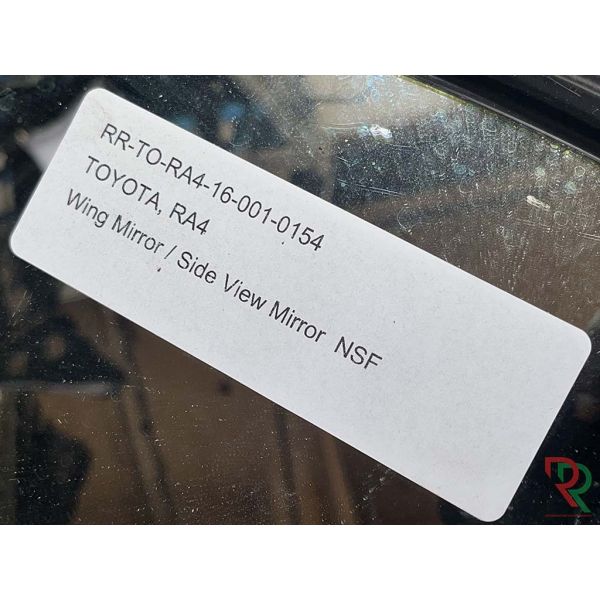 RR-TO-RA4-16-001-0154
TOYOTA, RA4
Wing Mirror / Side View Mirror NSF